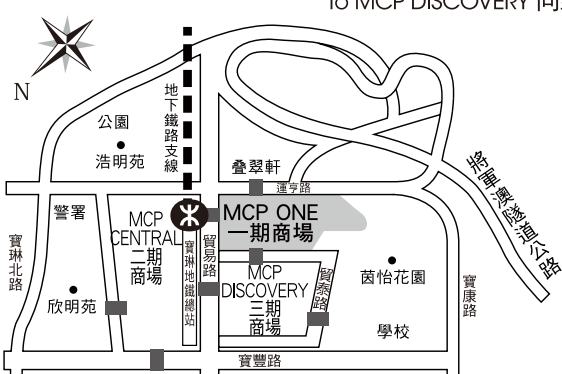 to MCP DISCOVERY 同
N
公園
浩明苑
地下鐵路支線
叠翠軒
運亨路
將軍澳隧道公路
警署
MCP
CENTRAL
二期
商場
MCP ONE
一期商場
寶琳地鐵總站
貿易路
MCP
DISCOVERY
三期
商場
貿泰路
茵怡花園
寶琳北路
欣明苑
寶康路
學校
寶豐路